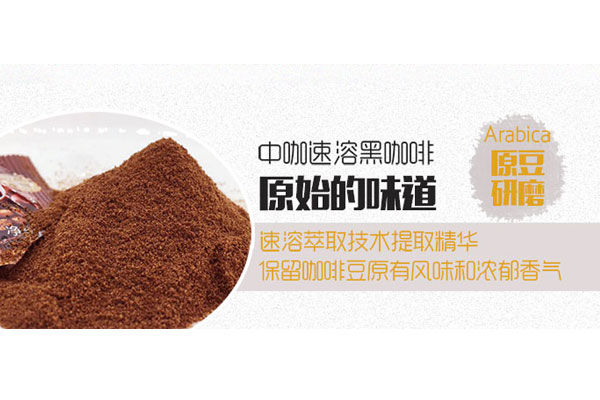 中咖速溶黑咖啡
原始的味道
Arabica
原豆
研磨
速溶萃取技术提取精华
保留咖啡豆原有风味和浓郁香气